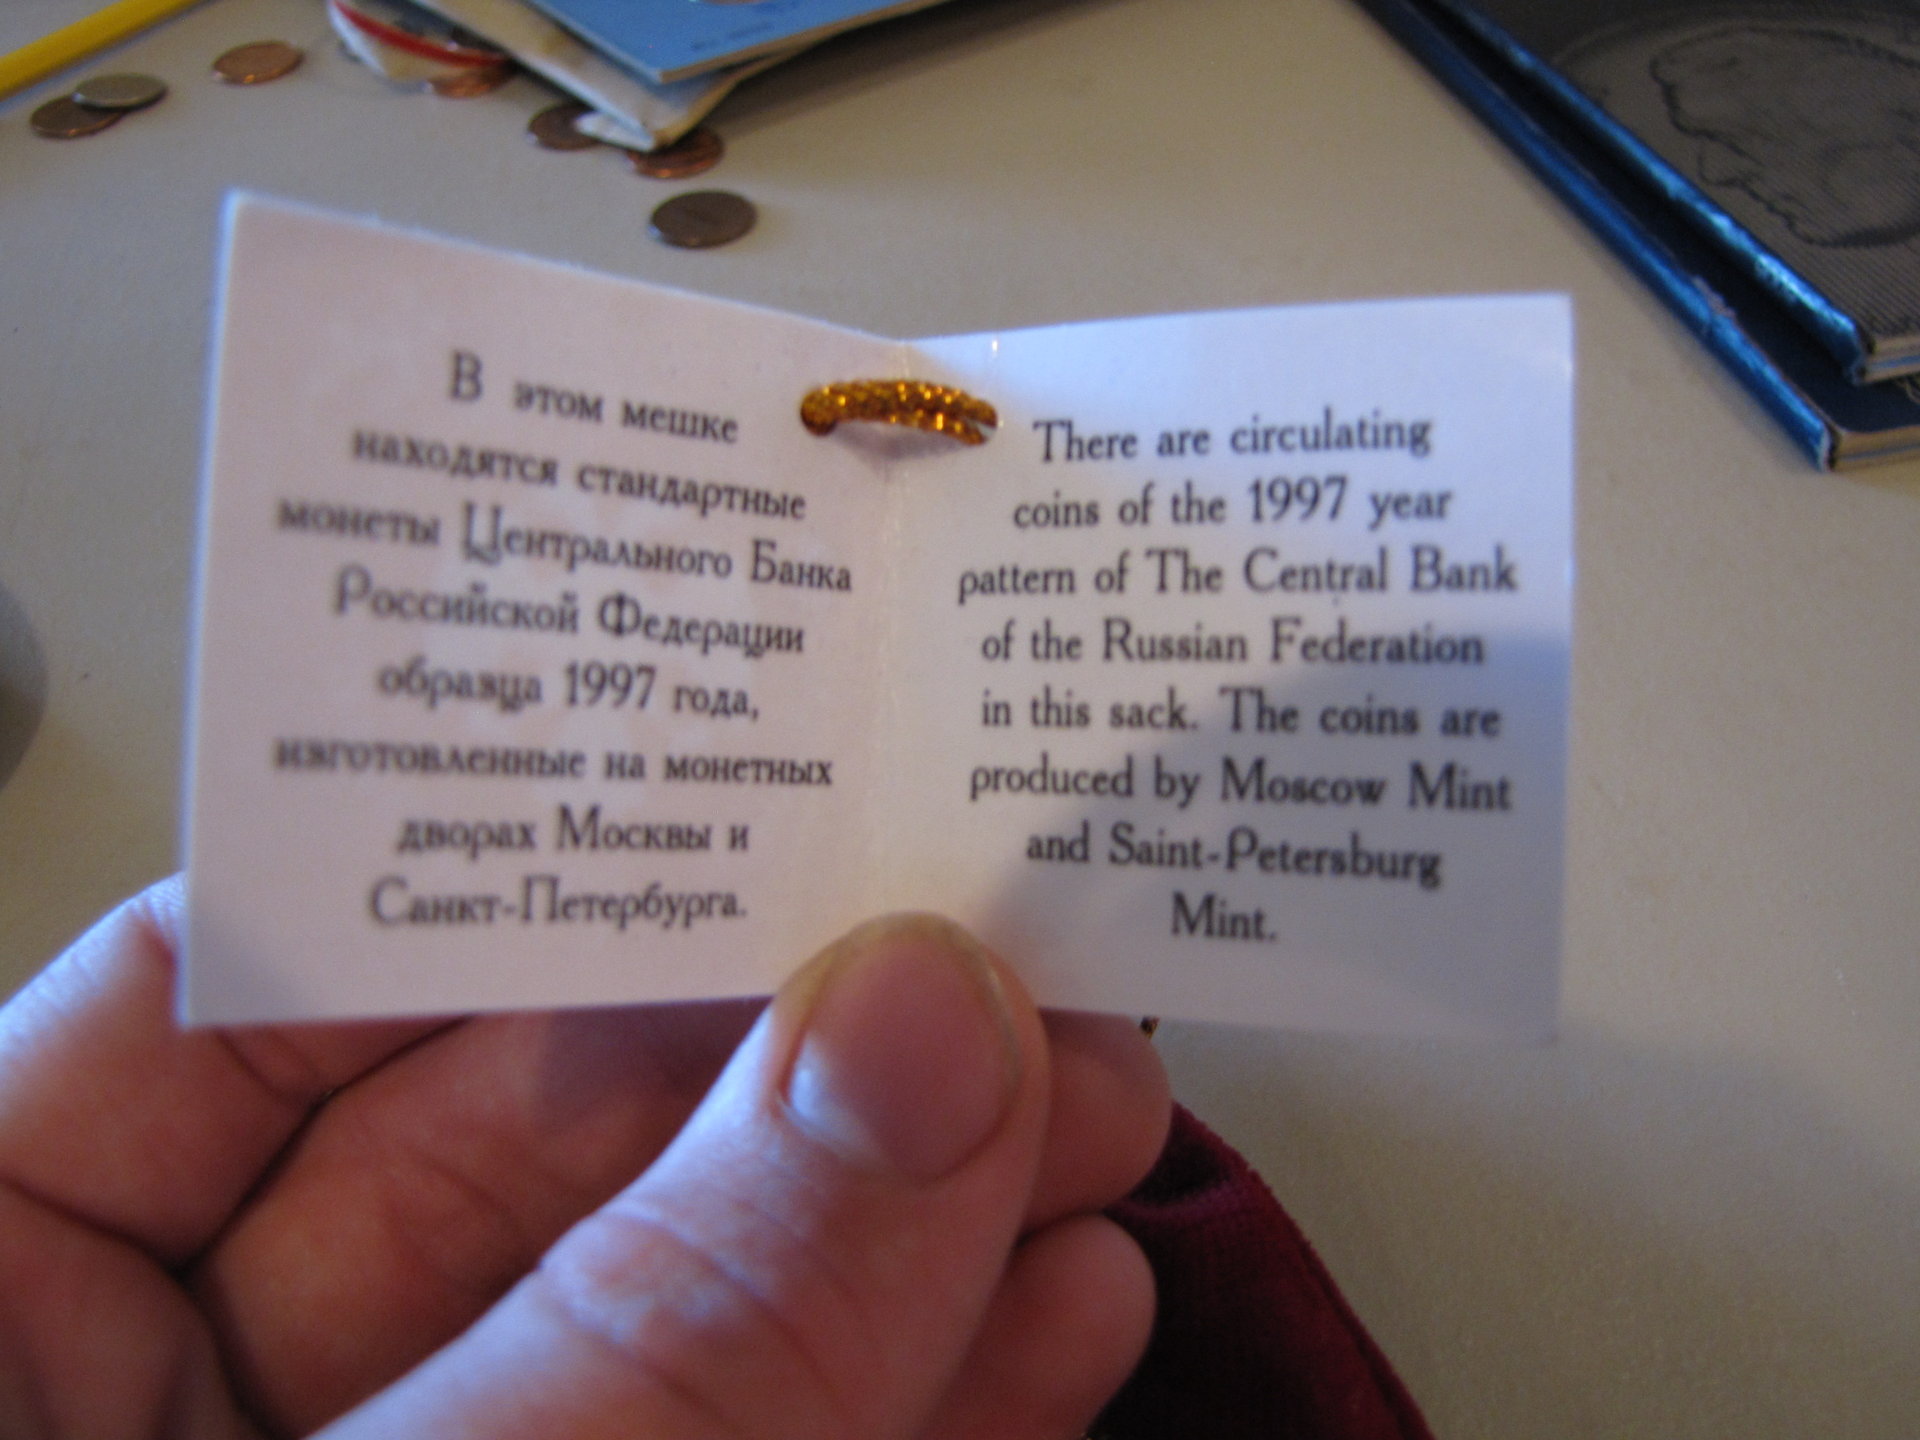 В этом мешке
находятся стандартные
монеты Центрального Банка
Российской Федерации
образца 1997 года,
изготовленные на монетных
дворах Москвы и
Санкт-Петербурга.
There are circulating
coins of the 1997 year
pattern of The Central Bank
of the Russian Federation
in this sack. The coins are
produced by Moscow Mint
and Saint-Petersburg
Mint.